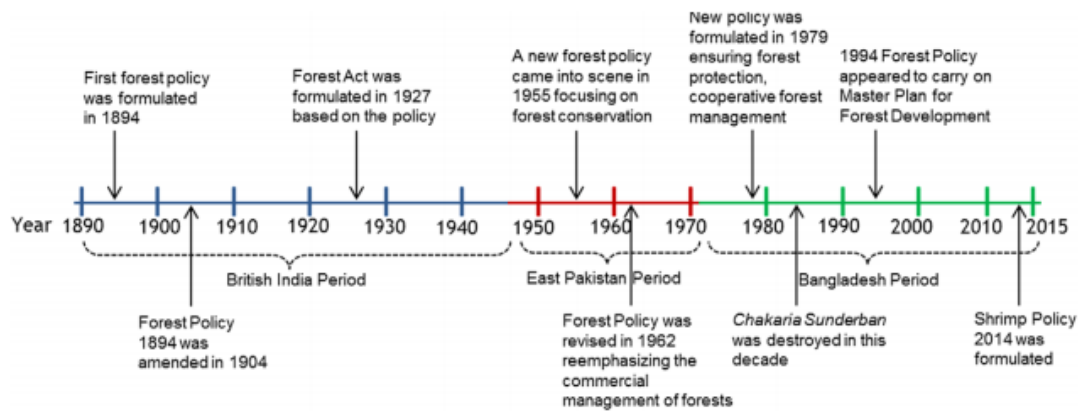 First forest policy
was formulated
in 1894
Forest Act was
formulated in 1927
based on the policy
A new forest policy
came into scene in
1955 focusing on
forest conservation
New policy was
formulated in 1979
ensuring forest
protection,
cooperative forest
management
1994 Forest Policy
appeared to carry on
Master Plan for
Forest Development
Year 1890 1900 1910 1920 1930 1940 1950 1960 1970 1980 1990 2000 2010 2015
British India Period
East Pakistan Period
Bangladesh Period
Forest Policy
1894 was
amended in 1904
Forest Policy was
revised in 1962
reemphasizing the
commercial
management of forests
Chakaria Sunderban
was destroyed in this
decade
Shrimp Policy
2014 was
formulated